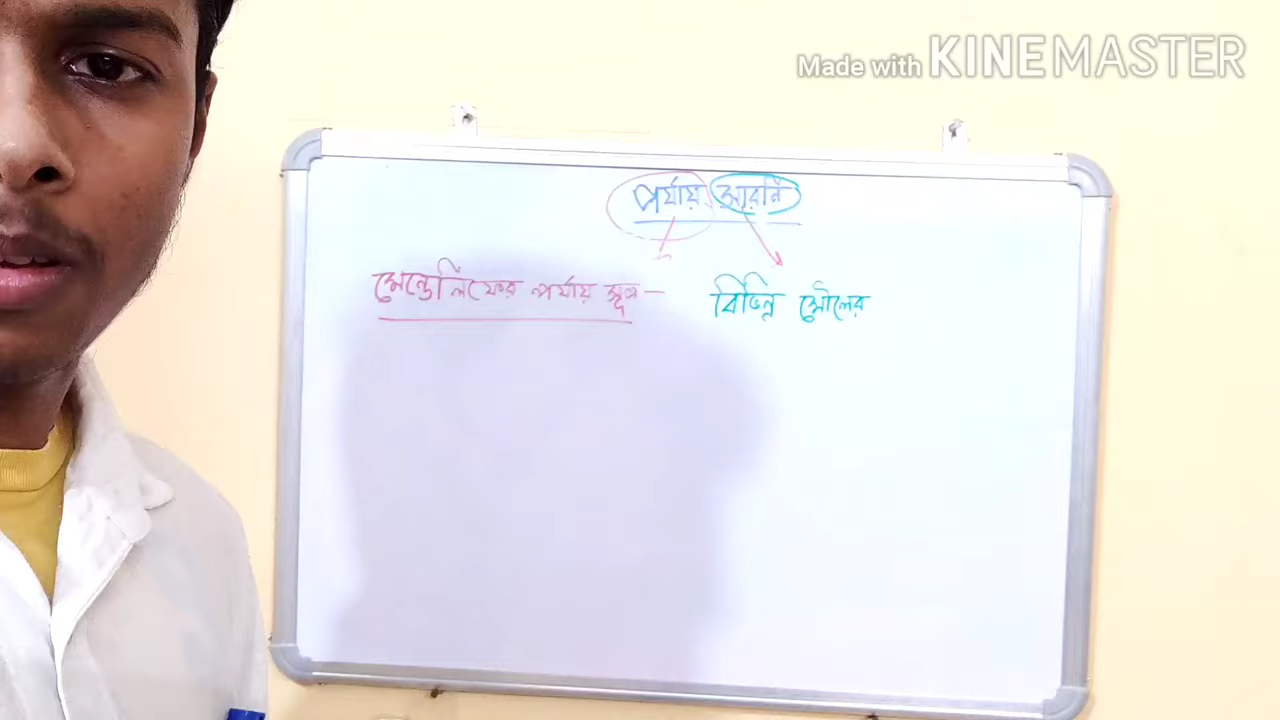 Made with KINEMASTER
পর্যায় সারনি
মেন্ডেলিফের পর্যায় সূত্র —
বিভিন্ন মৌলের